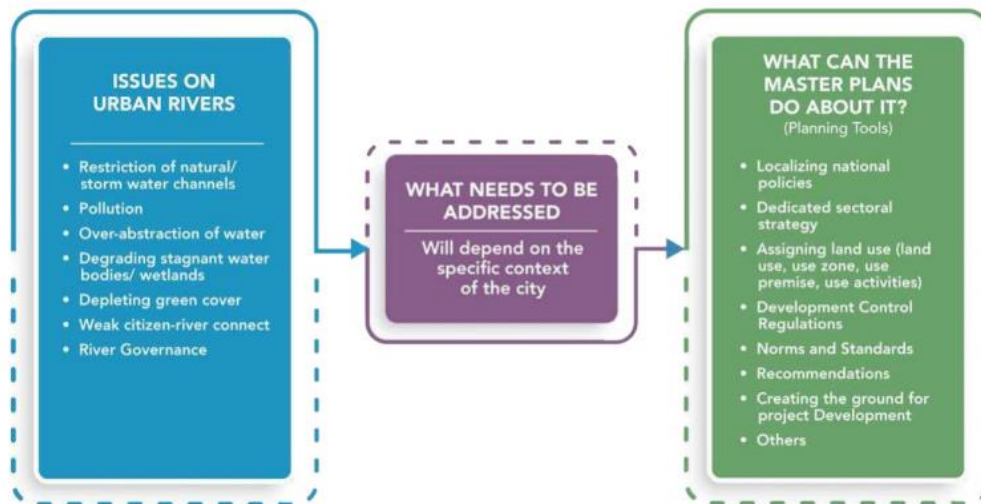 ISSUES ON
URBAN RIVERS
• Restriction of natural/
storm water channels
• Pollution
• Over-abstraction of water
• Degrading stagnant water
bodies/ wetlands
• Depleting green cover
• Weak citizen-river connect
• River Governance
WHAT NEEDS TO BE
ADDRESSED
Will depend on the
specific context
of the city
WHAT CAN THE
MASTER PLANS
DO ABOUT IT?
(Planning Tools)
• Localizing national
policies
• Dedicated sectoral
strategy
• Assigning land use (land
use, use zone, use
premise, use activities)
• Development Control
Regulations
• Norms and Standards
• Recommendations
• Creating the ground for
project Development
• Others